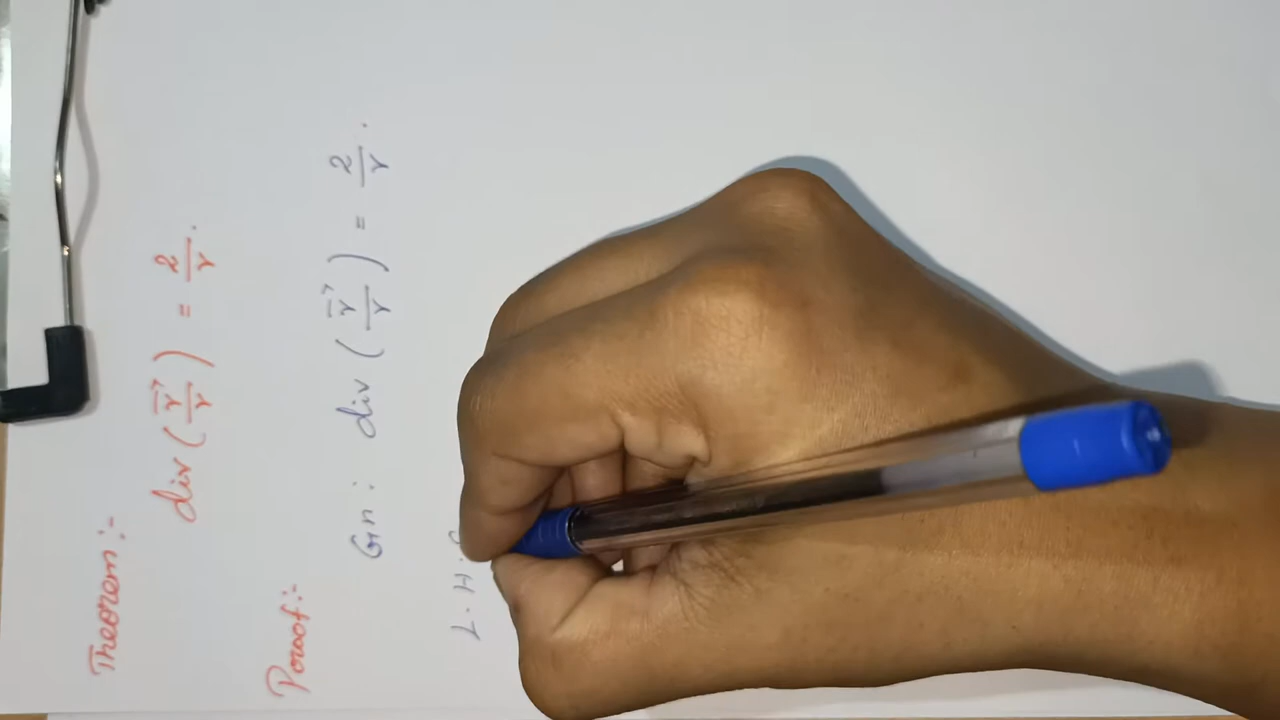 Theorem:-
div (r⃗/r) = 2/r.
Proof:-
Gn: div (r⃗/r) = 2/r.
L.H.